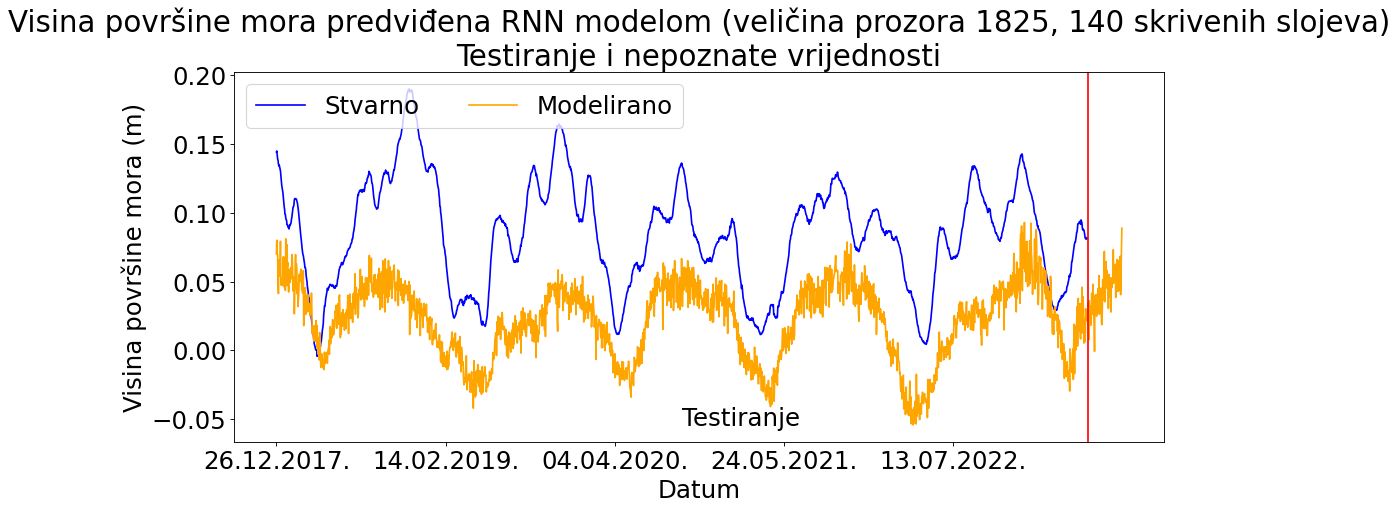 Visina površine mora predviđena RNN modelom (veličina prozora 1825, 140 skrivenih slojeva)
Testiranje i nepoznate vrijednosti
Stvarno Modelirano
Visina površine mora (m)
0.20
0.15
0.10
0.05
0.00
−0.05
Testiranje
26.12.2017. 14.02.2019. 04.04.2020. 24.05.2021. 13.07.2022.
Datum